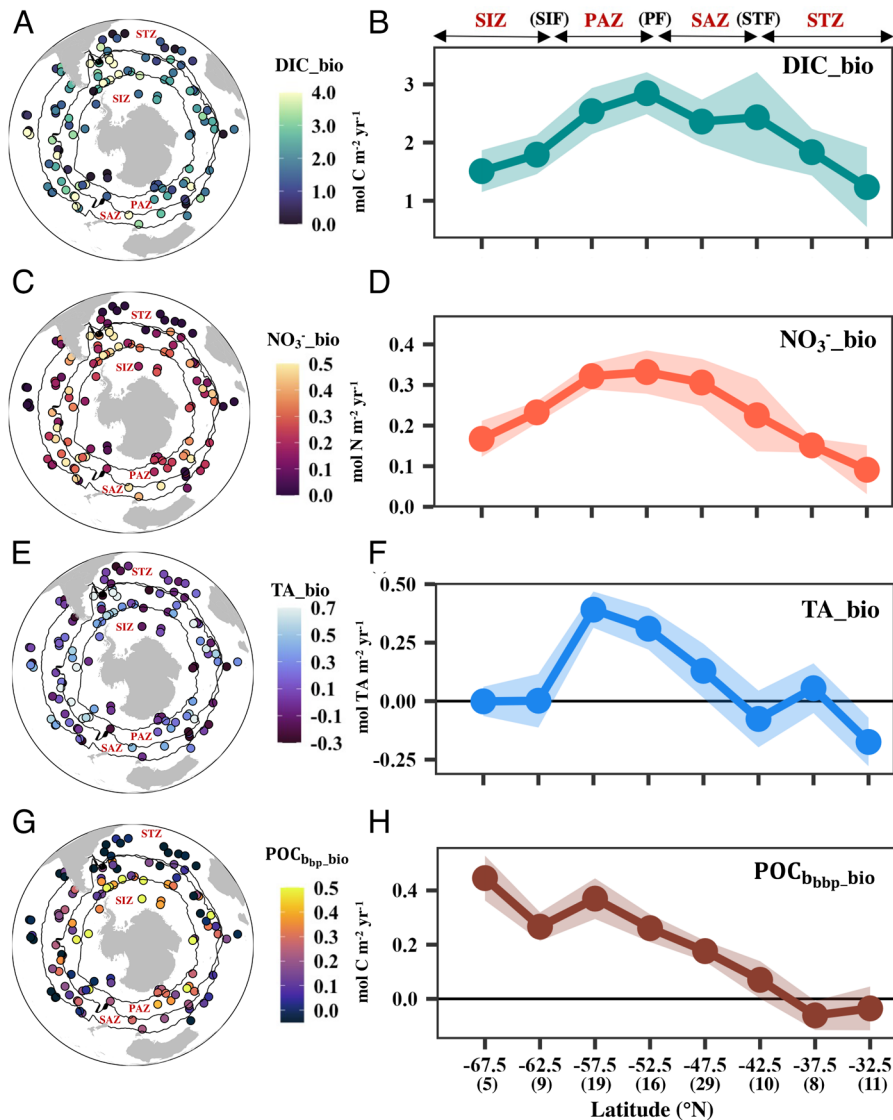 A
STZ
SIZ
PAZ
SAZ
DIC_bio
4.0
3.0
2.0
1.0
0.0
mol C m⁻² yr⁻¹
B
SIZ (SIF) PAZ (PF) SAZ (STF) STZ
DIC_bio
3
2
1
C
STZ
SIZ
PAZ
SAZ
NO₃⁻_bio
0.5
0.4
0.3
0.2
0.1
0.0
mol N m⁻² yr⁻¹
D
NO₃⁻_bio
0.4
0.3
0.2
0.1
0.0
E
STZ
SIZ
PAZ
SAZ
TA_bio
0.7
0.5
0.3
0.1
-0.1
-0.3
mol TA m⁻² yr⁻¹
F
TA_bio
0.50
0.25
0.00
-0.25
G
STZ
SIZ
PAZ
SAZ
POC_bbp_bio
0.5
0.4
0.3
0.2
0.1
0.0
mol C m⁻² yr⁻¹
H
POC_bbbp_bio
0.4
0.2
0.0
-67.5 -62.5 -57.5 -52.5 -47.5 -42.5 -37.5 -32.5
(5) (9) (19) (16) (29) (10) (8) (11)
Latitude (°N)